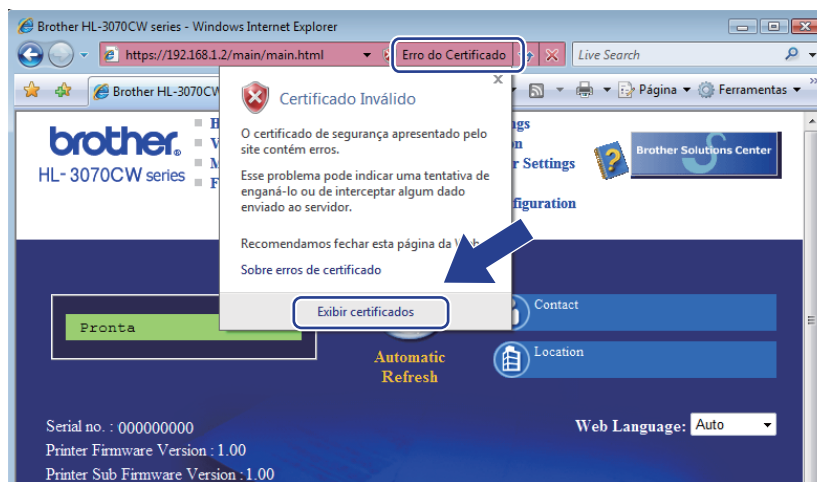 Brother HL-3070CW series - Windows Internet Explorer
https://192.168.1.2/main/main.html
Erro do Certificado
Live Search
Brother HL-3070CW
Página
Ferramentas
Certificado Inválido
O certificado de segurança apresentado pelo
site contém erros.
Esse problema pode indicar uma tentativa de
enganá-lo ou de interceptar algum dado
enviado ao servidor.
Recomendamos fechar esta página da
Sobre erros de certificado
Exibir certificados
brother
HL-3070CW series
Settings
figuration
Brother Solutions Center
Pronta
Automatic
Refresh
Contact
Location
Serial no. : 000000000
Web Language: Auto
Printer Firmware Version : 1.00
Printer Sub Firmware Version : 1.00